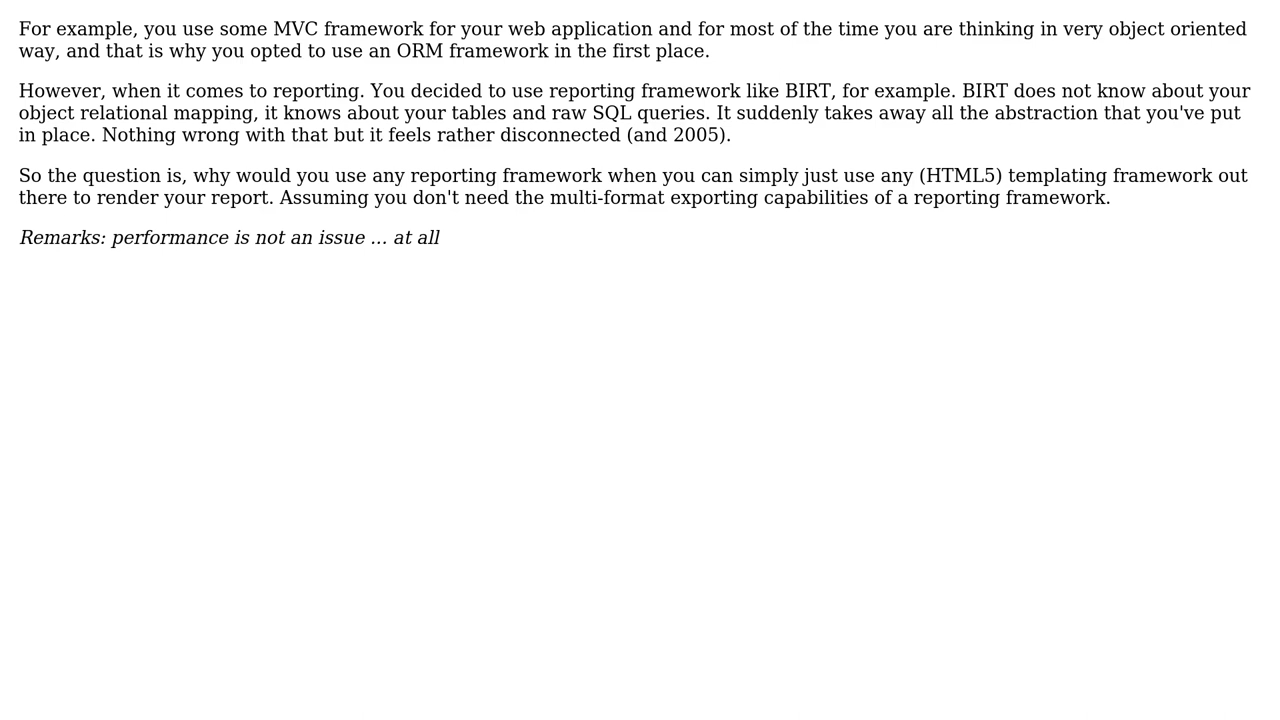 For example, you use some MVC framework for your web application and for most of the time you are thinking in very object oriented
way, and that is why you opted to use an ORM framework in the first place.
However, when it comes to reporting. You decided to use reporting framework like BIRT, for example. BIRT does not know about your
object relational mapping, it knows about your tables and raw SQL queries. It suddenly takes away all the abstraction that you've put
in place. Nothing wrong with that but it feels rather disconnected (and 2005).
So the question is, why would you use any reporting framework when you can simply just use any (HTML5) templating framework out
there to render your report. Assuming you don't need the multi-format exporting capabilities of a reporting framework.
Remarks: performance is not an issue ... at all